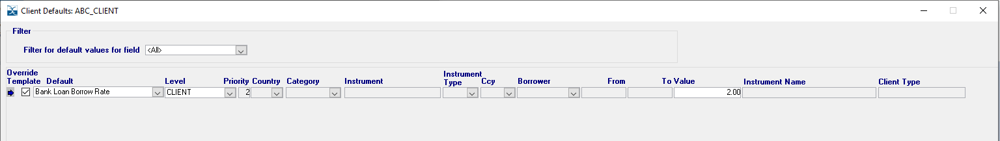 Client Defaults: ABC_CLIENT
Filter
Filter for default values for field <All>
Override Template Default Level Priority Country Category Instrument Instrument Type Ccy Borrower From To Value Instrument Name Client Type
Bank Loan Borrow Rate CLIENT 2 2.00